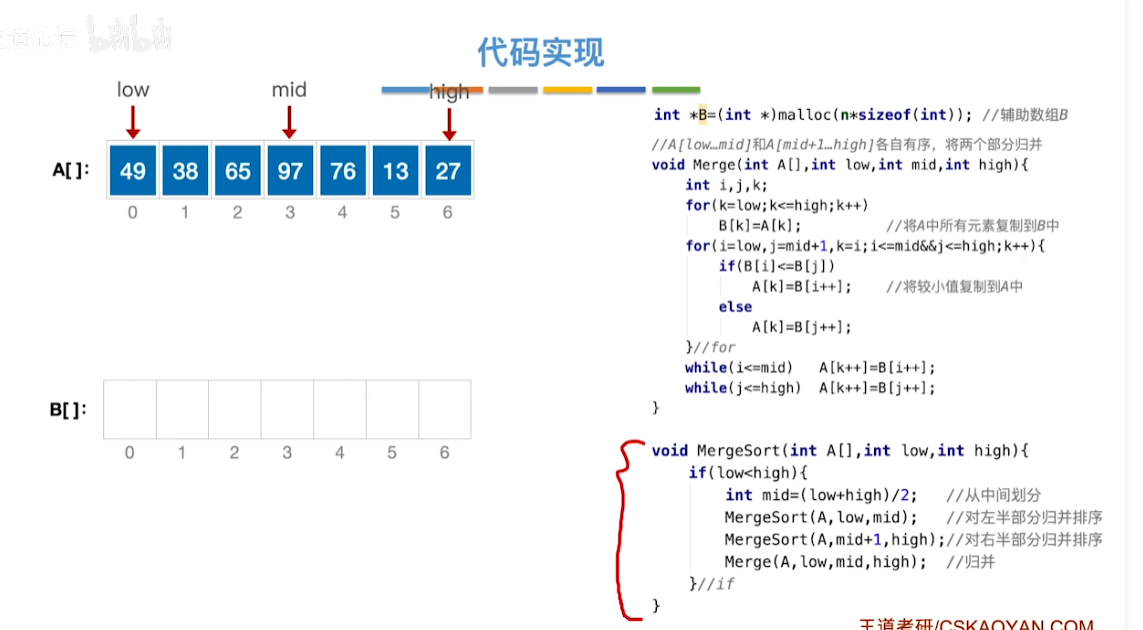 代码实现
low
mid
high
A[ ]:
49 38 65 97 76 13 27
0 1 2 3 4 5 6
B[ ]:
0 1 2 3 4 5 6
int *B=(int *)malloc(n*sizeof(int)); //辅助数组B
//A[low…mid]和A[mid+1…high]各自有序，将两个部分归并
void Merge(int A[],int low,int mid,int high){
int i,j,k;
for(k=low;k<=high;k++)
B[k]=A[k]; //将A中所有元素复制到B中
for(i=low,j=mid+1,k=i;i<=mid&&j<=high;k++){
if(B[i]<=B[j])
A[k]=B[i++]; //将较小值复制到A中
else
A[k]=B[j++];
}//for
while(i<=mid) A[k++]=B[i++];
while(j<=high) A[k++]=B[j++];
}
void MergeSort(int A[],int low,int high){
if(low<high){
int mid=(low+high)/2; //从中间划分
MergeSort(A,low,mid); //对左半部分归并排序
MergeSort(A,mid+1,high);//对右半部分归并排序
Merge(A,low,mid,high); //归并
}//if
}
王道考研/CSKAOYAN.COM